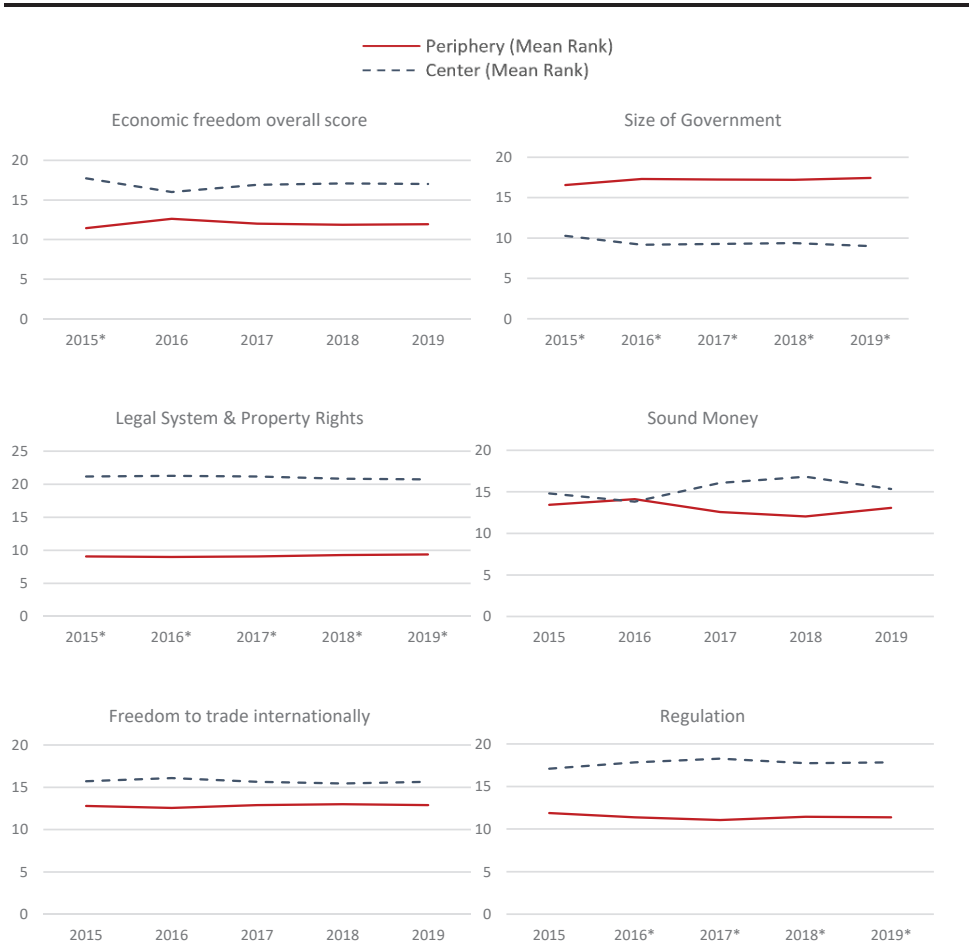 Periphery (Mean Rank)
Center (Mean Rank)
Economic freedom overall score
20
15
10
5
0
2015* 2016 2017 2018 2019
Size of Government
20
15
10
5
0
2015* 2016* 2017* 2018* 2019*
Legal System & Property Rights
25
20
15
10
5
0
2015* 2016* 2017* 2018* 2019*
Sound Money
20
15
10
5
0
2015 2016 2017 2018 2019
Freedom to trade internationally
20
15
10
5
0
2015 2016 2017 2018 2019
Regulation
20
15
10
5
0
2015 2016* 2017* 2018* 2019*